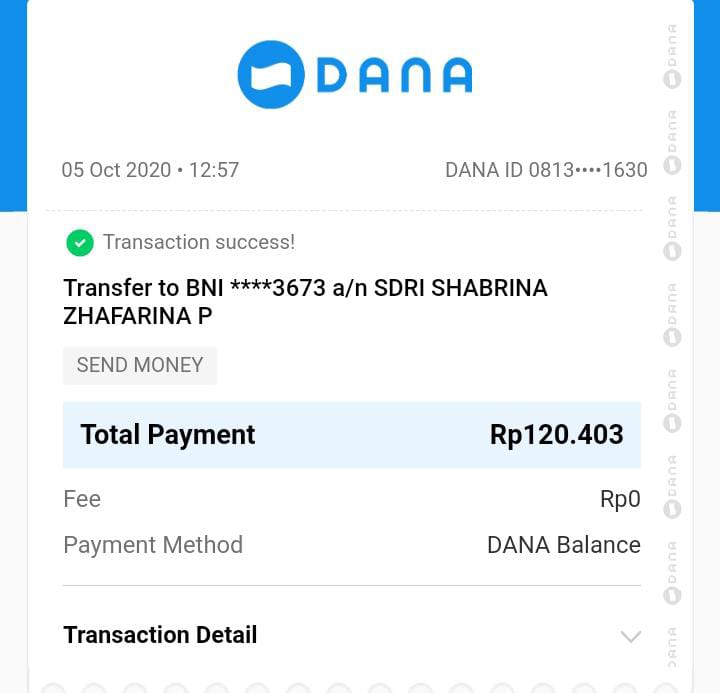 DANA
05 Oct 2020 • 12:57
DANA ID 0813••••1630
Transaction success!
Transfer to BNI ****3673 a/n SDRI SHABRINA
ZHAFARINA P
SEND MONEY
Total Payment
Rp120.403
Fee
Rp0
Payment Method
DANA Balance
Transaction Detail
DANA
DANA
DANA
DANA
DANA
DANA
DANA
DANA